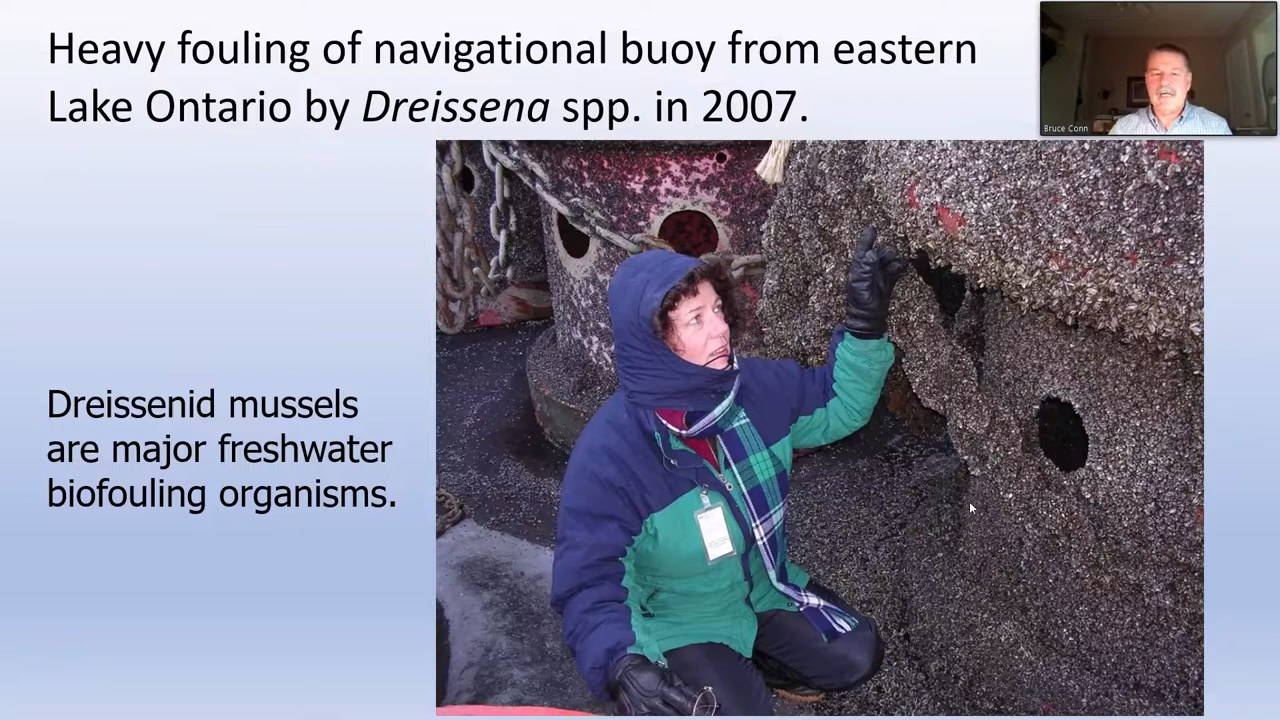 Heavy fouling of navigational buoy from eastern
Lake Ontario by Dreissena spp. in 2007.
Bruce Conn
Dreissenid mussels
are major freshwater
biofouling organisms.